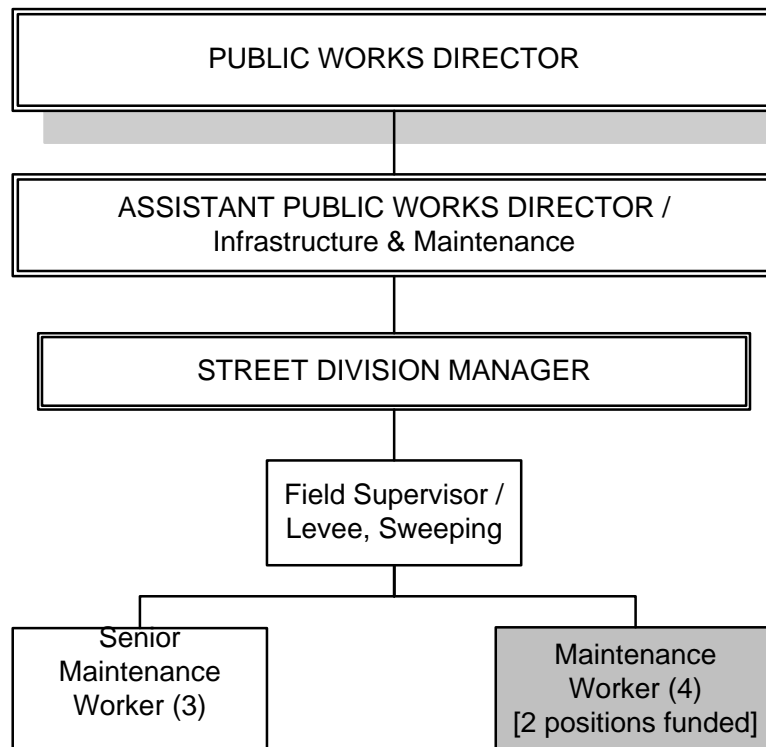 PUBLIC WORKS DIRECTOR
ASSISTANT PUBLIC WORKS DIRECTOR /
Infrastructure & Maintenance
STREET DIVISION MANAGER
Field Supervisor /
Levee, Sweeping
Senior
Maintenance
Worker (3)
Maintenance
Worker (4)
[2 positions funded]